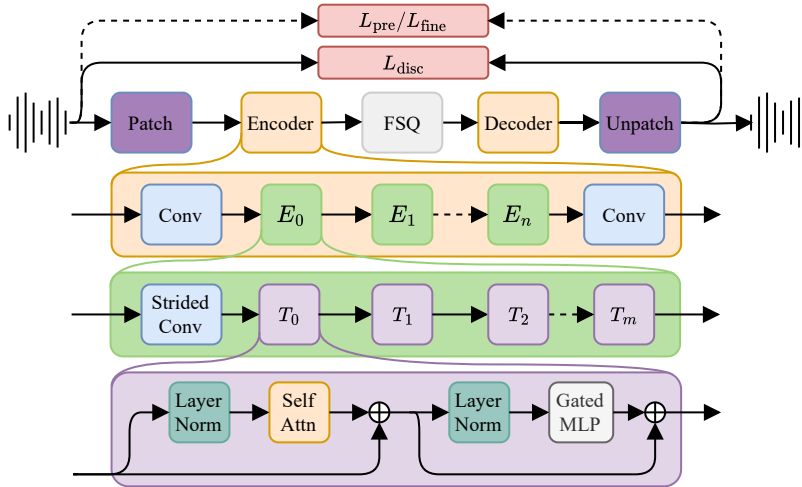 L_pre/L_fine
L_disc
Patch
Encoder
FSQ
Decoder
Unpatch
Conv
E_0
E_1
E_n
Conv
Strided
Conv
T_0
T_1
T_2
T_m
Layer
Norm
Self
Attn
Layer
Norm
Gated
MLP